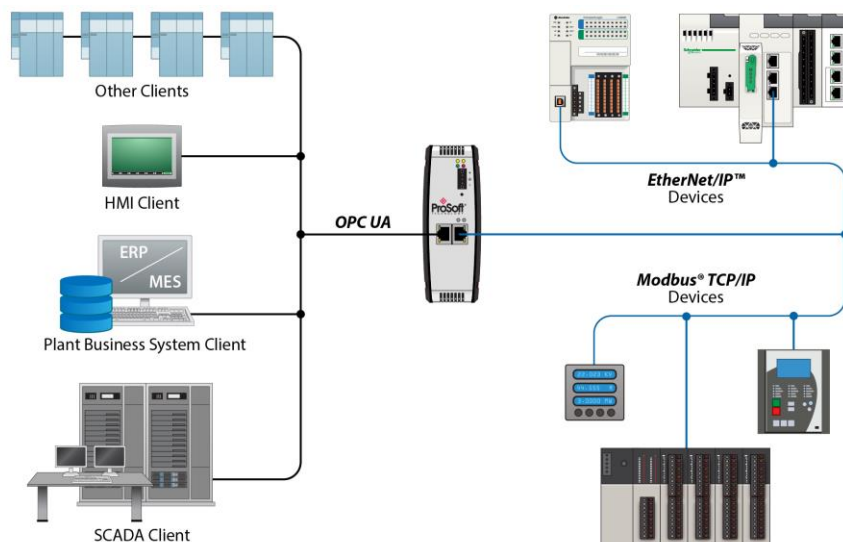 Other Clients
HMI Client
ERP
MES
Plant Business System Client
SCADA Client
OPC UA
ProSoft®
EtherNet/IP™
Devices
Modbus® TCP/IP
Devices